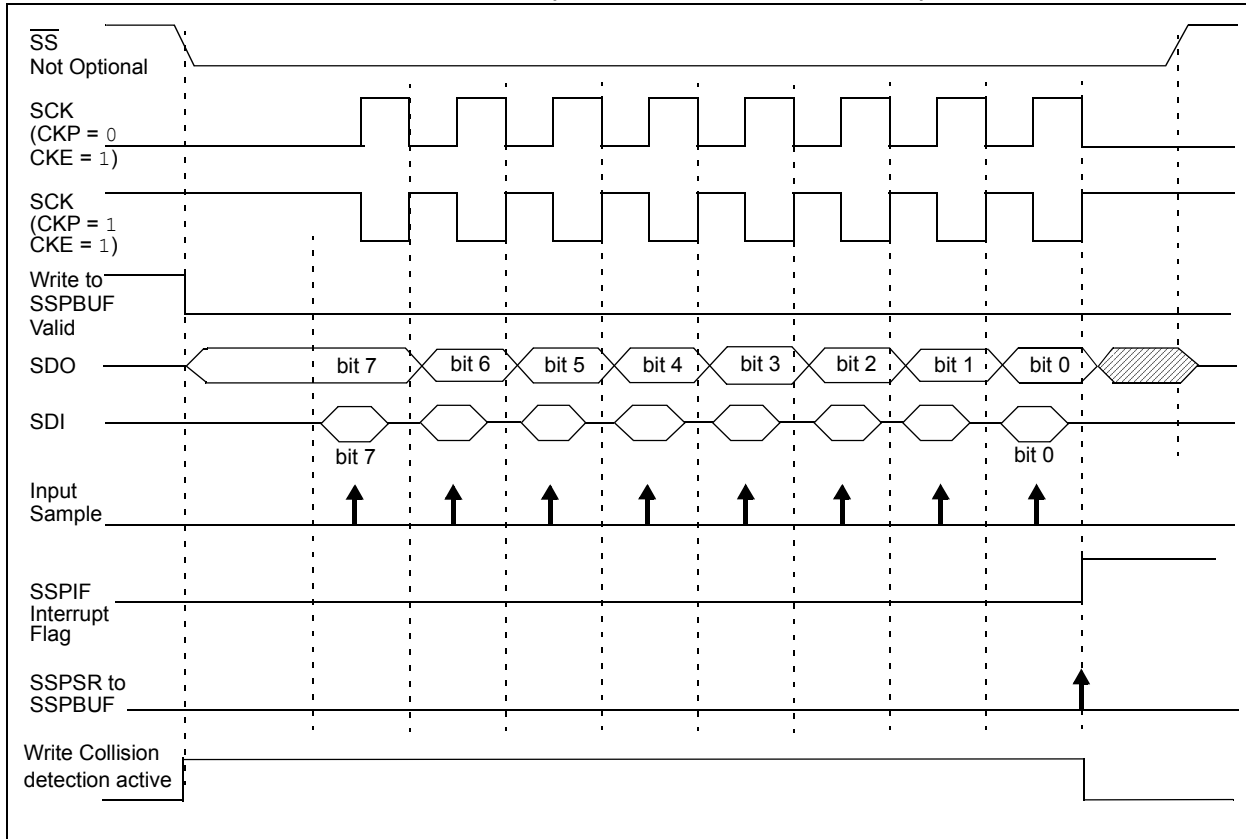 SS
Not Optional
SCK
(CKP = 0
CKE = 1)
SCK
(CKP = 1
CKE = 1)
Write to
SSPBUF
Valid
SDO
bit 7 bit 6 bit 5 bit 4 bit 3 bit 2 bit 1 bit 0
SDI
bit 7 bit 0
Input
Sample
SSPIF
Interrupt
Flag
SSPSR to
SSPBUF
Write Collision
detection active